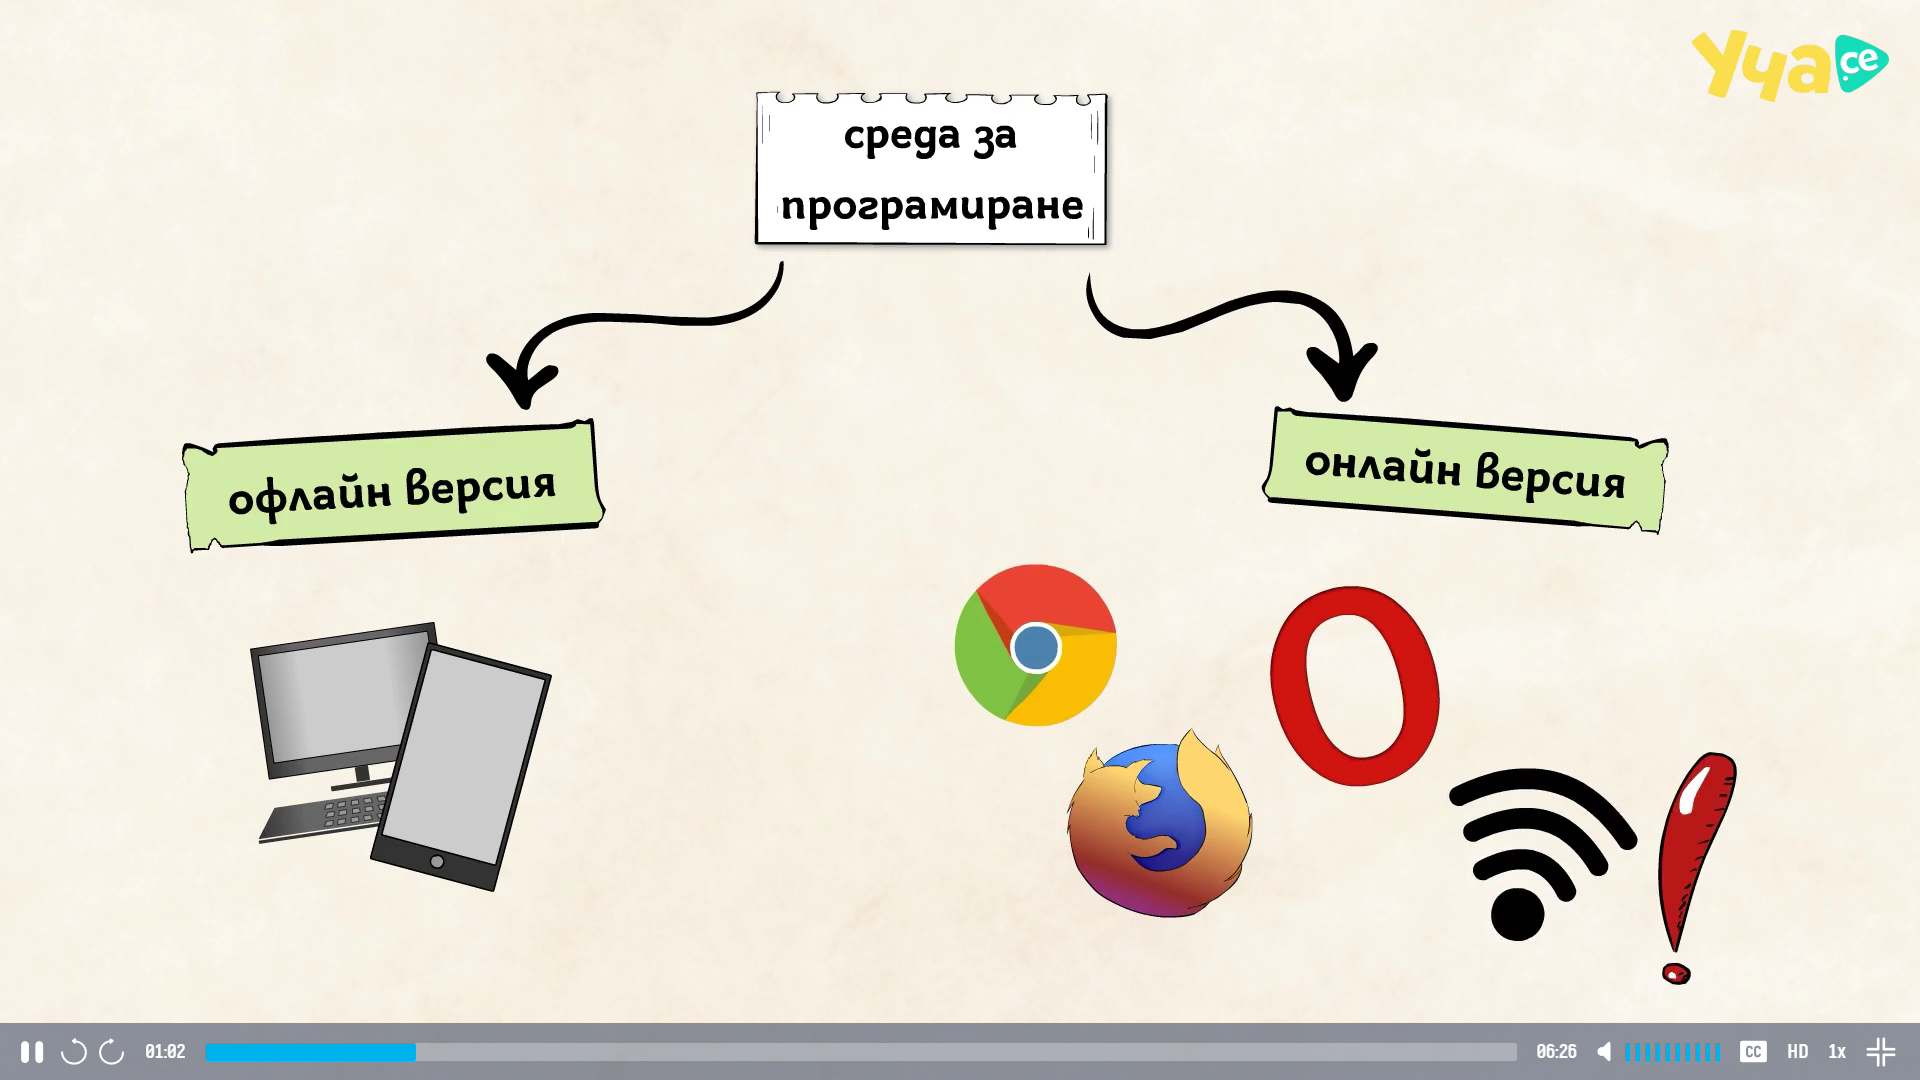 Уча.се
среда за
програмиране
офлайн версия
онлайн версия
01:02
06:26
CC
HD
1x